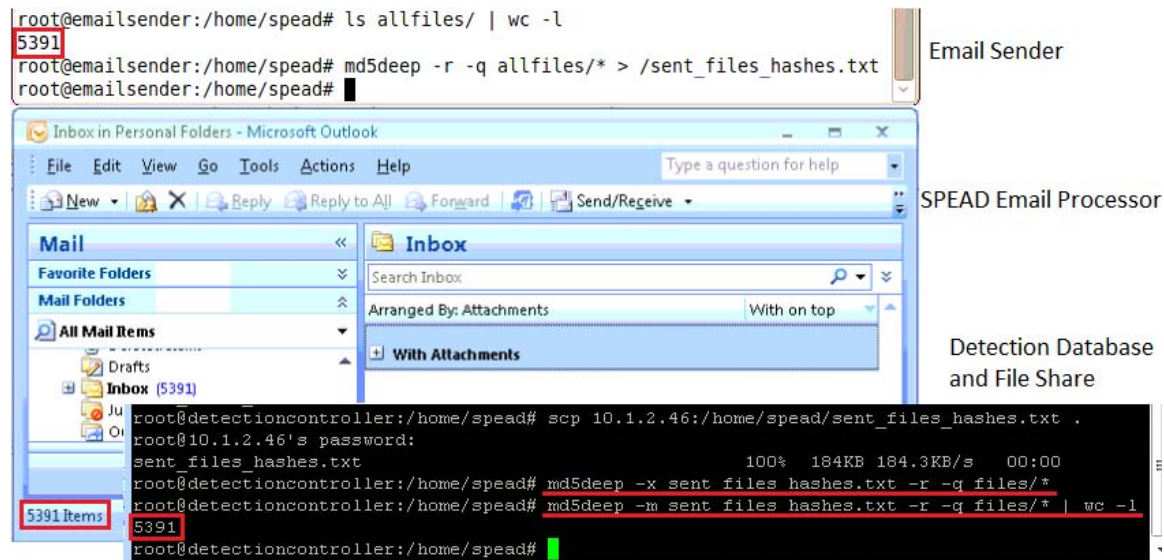 root@emailsender:/home/spead# ls allfiles/ | wc -l
5391
root@emailsender:/home/spead# md5deep -r -q allfiles/* > /sent_files_hashes.txt
root@emailsender:/home/spead#
Email Sender
Inbox in Personal Folders - Microsoft Outlook
File Edit View Go Tools Actions Help
Type a question for help
New Reply Reply to All Forward Send/Receive
SPEAD Email Processor
Mail «
Inbox
Favorite Folders
Search Inbox
Mail Folders
Arranged By: Attachments With on top
All Mail Items
With Attachments
Drafts
Inbox (5391)
Ju
Detection Database
and File Share
root@detectioncontroller:/home/spead# scp 10.1.2.46:/home/spead/sent_files_hashes.txt .
root@10.1.2.46's password:
sent_files_hashes.txt 100% 184KB 184.3KB/s 00:00
root@detectioncontroller:/home/spead# md5deep -x sent_files_hashes.txt -r -q files/*
root@detectioncontroller:/home/spead# md5deep -m sent_files_hashes.txt -r -q files/* | wc -l
5391 Items
5391
root@detectioncontroller:/home/spead#